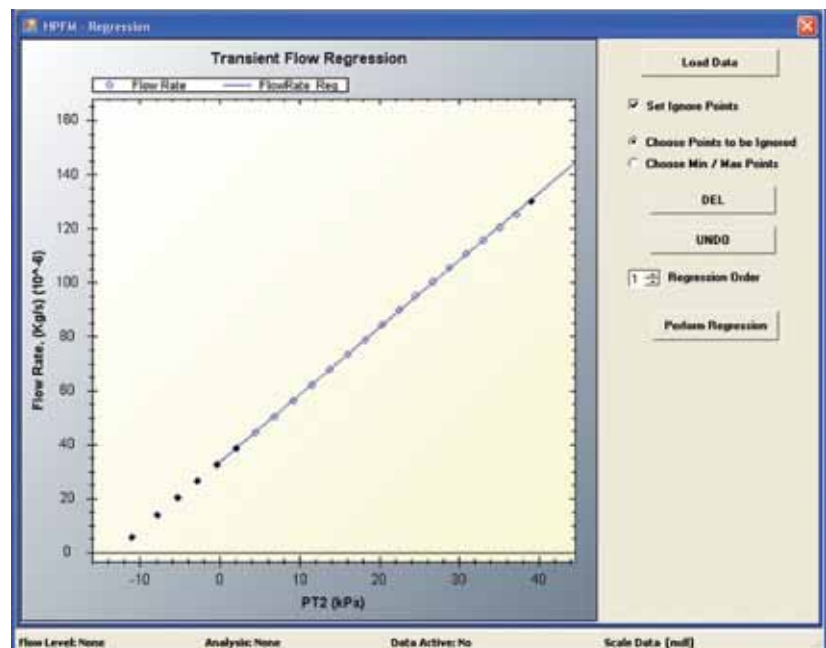 HPFM - Regression
Transient Flow Regression
Flow Rate FlowRate Reg
160
140
120
100
80
60
40
20
0
Flow Rate, (Kg/s) (10^-6)
-10 0 10 20 30 40
PT2 (kPa)
Load Data
Set Ignore Points
Choose Points to be Ignored
Choose Min / Max Points
DEL
UNDO
1 Regression Order
Perform Regression
Flow Level: None Analysis: None Data Active: No Scale Data [null]